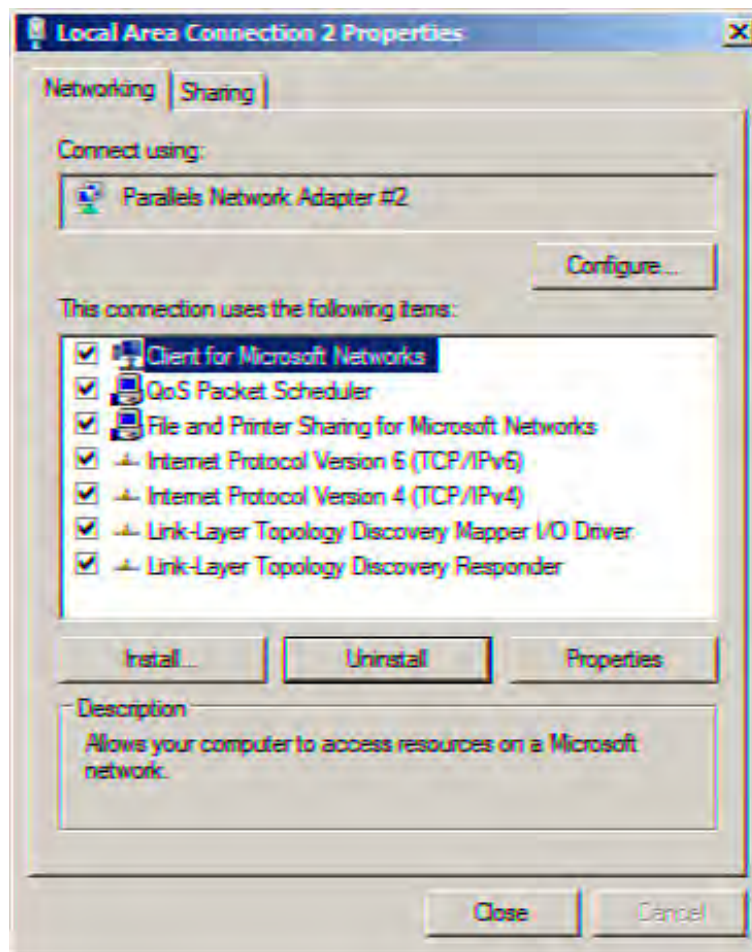 Local Area Connection 2 Properties
Networking
Sharing
Connect using:
Parallels Network Adapter #2
Configure...
This connection uses the following items:
Client for Microsoft Networks
QoS Packet Scheduler
File and Printer Sharing for Microsoft Networks
Internet Protocol Version 6 (TCP/IPv6)
Internet Protocol Version 4 (TCP/IPv4)
Link-Layer Topology Discovery Mapper I/O Driver
Link-Layer Topology Discovery Responder
Install...
Uninstall
Properties
Description
Allows your computer to access resources on a Microsoft
network.
Close
Cancel